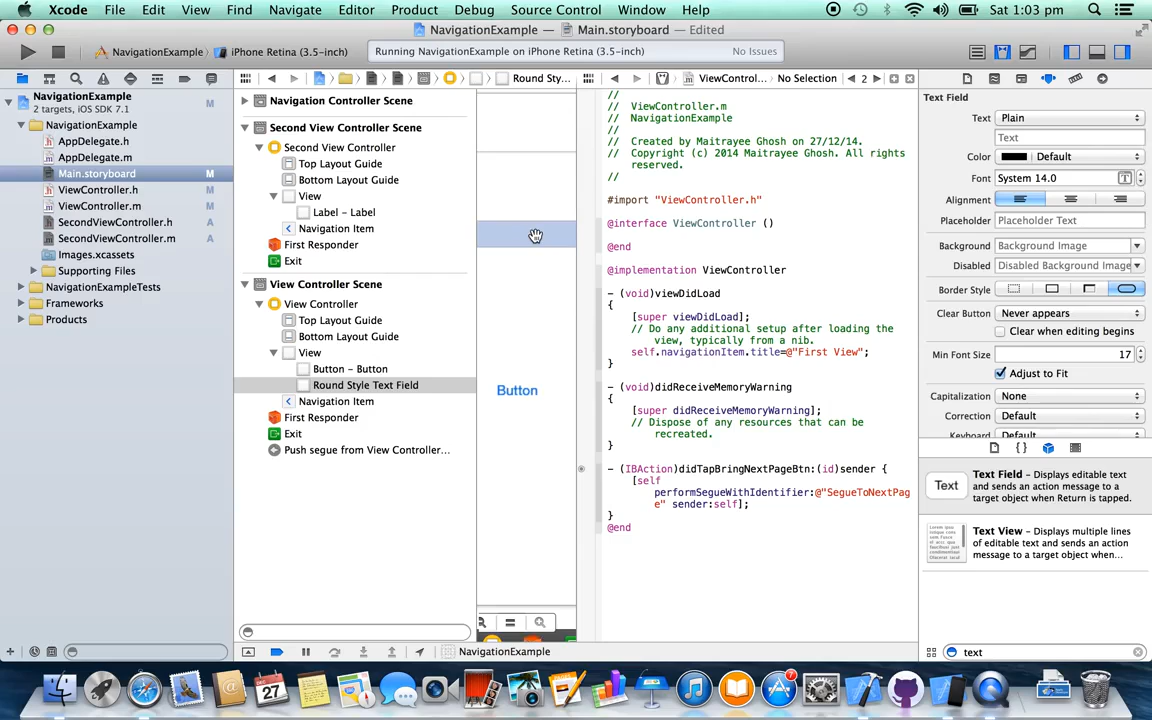 Xcode File Edit View Find Navigate Editor Product Debug Source Control Window Help Sat 1:03 pm
NavigationExample — Main.storyboard — Edited
NavigationExample iPhone Retina (3.5-inch) Running NavigationExample on iPhone Retina (3.5-inch) No Issues
Round Sty... ViewControl... No Selection 2
NavigationExample M
2 targets, iOS SDK 7.1
NavigationExample
AppDelegate.h
AppDelegate.m
Main.storyboard M
ViewController.h M
ViewController.m M
SecondViewController.h A
SecondViewController.m A
Images.xcassets
Supporting Files
NavigationExampleTests
Frameworks
Products
Navigation Controller Scene
Second View Controller Scene
Second View Controller
Top Layout Guide
Bottom Layout Guide
View
Label – Label
Navigation Item
First Responder
Exit
View Controller Scene
View Controller
Top Layout Guide
Bottom Layout Guide
View
Button – Button
Round Style Text Field
Navigation Item
First Responder
Exit
Push segue from View Controller...
Button
//
// ViewController.m
// NavigationExample
//
// Created by Maitrayee Ghosh on 27/12/14.
// Copyright (c) 2014 Maitrayee Ghosh. All rights
reserved.
//
#import "ViewController.h"
@interface ViewController ()
@end
@implementation ViewController
- (void)viewDidLoad
{
[super viewDidLoad];
// Do any additional setup after loading the
view, typically from a nib.
self.navigationItem.title=@"First View";
}
- (void)didReceiveMemoryWarning
{
[super didReceiveMemoryWarning];
// Dispose of any resources that can be
recreated.
}
- (IBAction)didTapBringNextPageBtn:(id)sender {
[self
performSegueWithIdentifier:@"SegueToNextPag
e" sender:self];
}
@end
Text Field
Text Plain
Text
Color Default
Font System 14.0
Alignment
Placeholder Placeholder Text
Background Background Image
Disabled Disabled Background Image
Border Style
Clear Button Never appears
Clear when editing begins
Min Font Size 17
Adjust to Fit
Capitalization None
Correction Default
Keyboard Default
Text
Text Field – Displays editable text
and sends an action message to a
target object when Return is tapped.
Text View – Displays multiple lines
of editable text and sends an action
message to a target object when...
NavigationExample
text
DEC
27
7